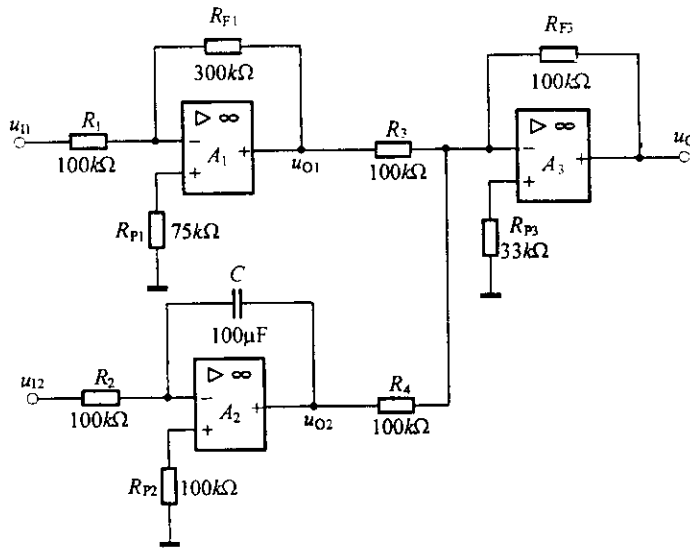 R_F1
300kΩ
u_I1
R_1
100kΩ
▷ ∞
−
+
A_1
+
u_O1
R_P1
75kΩ
R_3
100kΩ
R_F3
100kΩ
▷ ∞
−
+
A_3
+
u_O
R_P3
33kΩ
C
100μF
u_I2
R_2
100kΩ
▷ ∞
−
+
A_2
+
u_O2
R_4
100kΩ
R_P2
100kΩ